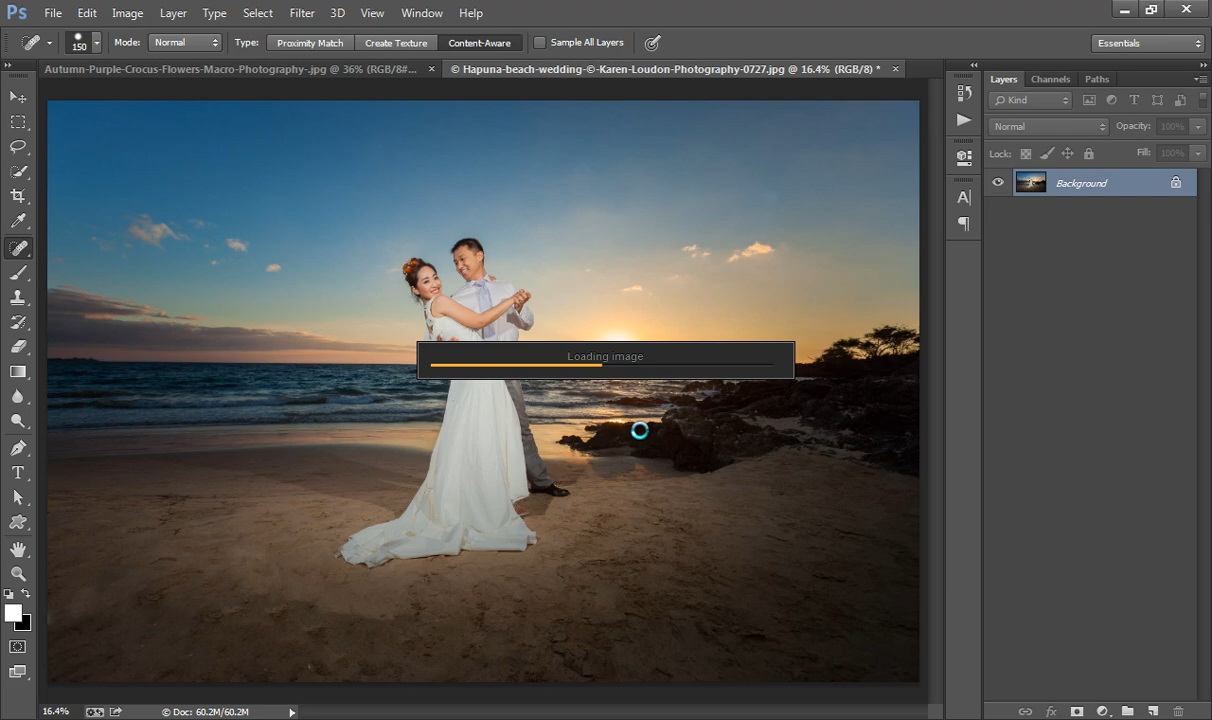 Ps File Edit Image Layer Type Select Filter 3D View Window Help
150 Mode: Normal Type: Proximity Match Create Texture Content-Aware Sample All Layers Essentials
Autumn-Purple-Crocus-Flowers-Macro-Photography-.jpg @ 36% (RGB/8#... × © Hapuna-beach-wedding-©-Karen-Loudon-Photography-0727.jpg @ 16.4% (RGB/8) * ×
Layers Channels Paths
Kind
Normal Opacity: 100%
Lock: Fill: 100%
Background
Loading image
16.4% © Doc: 60.2M/60.2M